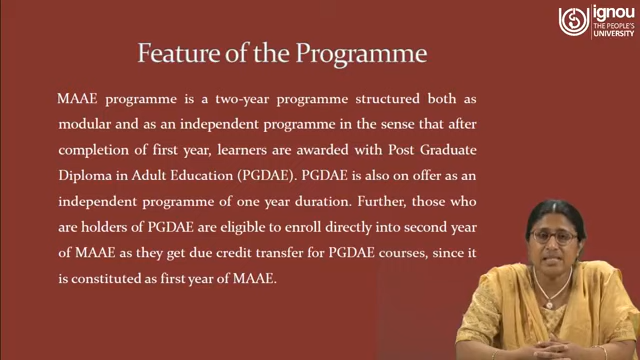 ignou
THE PEOPLE'S
UNIVERSITY
Feature of the Programme
MAAE programme is a two-year programme structured both as
modular and as an independent programme in the sense that after
completion of first year, learners are awarded with Post Graduate
Diploma in Adult Education (PGDAE). PGDAE is also on offer as an
independent programme of one year duration. Further, those who
are holders of PGDAE are eligible to enroll directly into second year
of MAAE as they get due credit transfer for PGDAE courses, since it
is constituted as first year of MAAE.